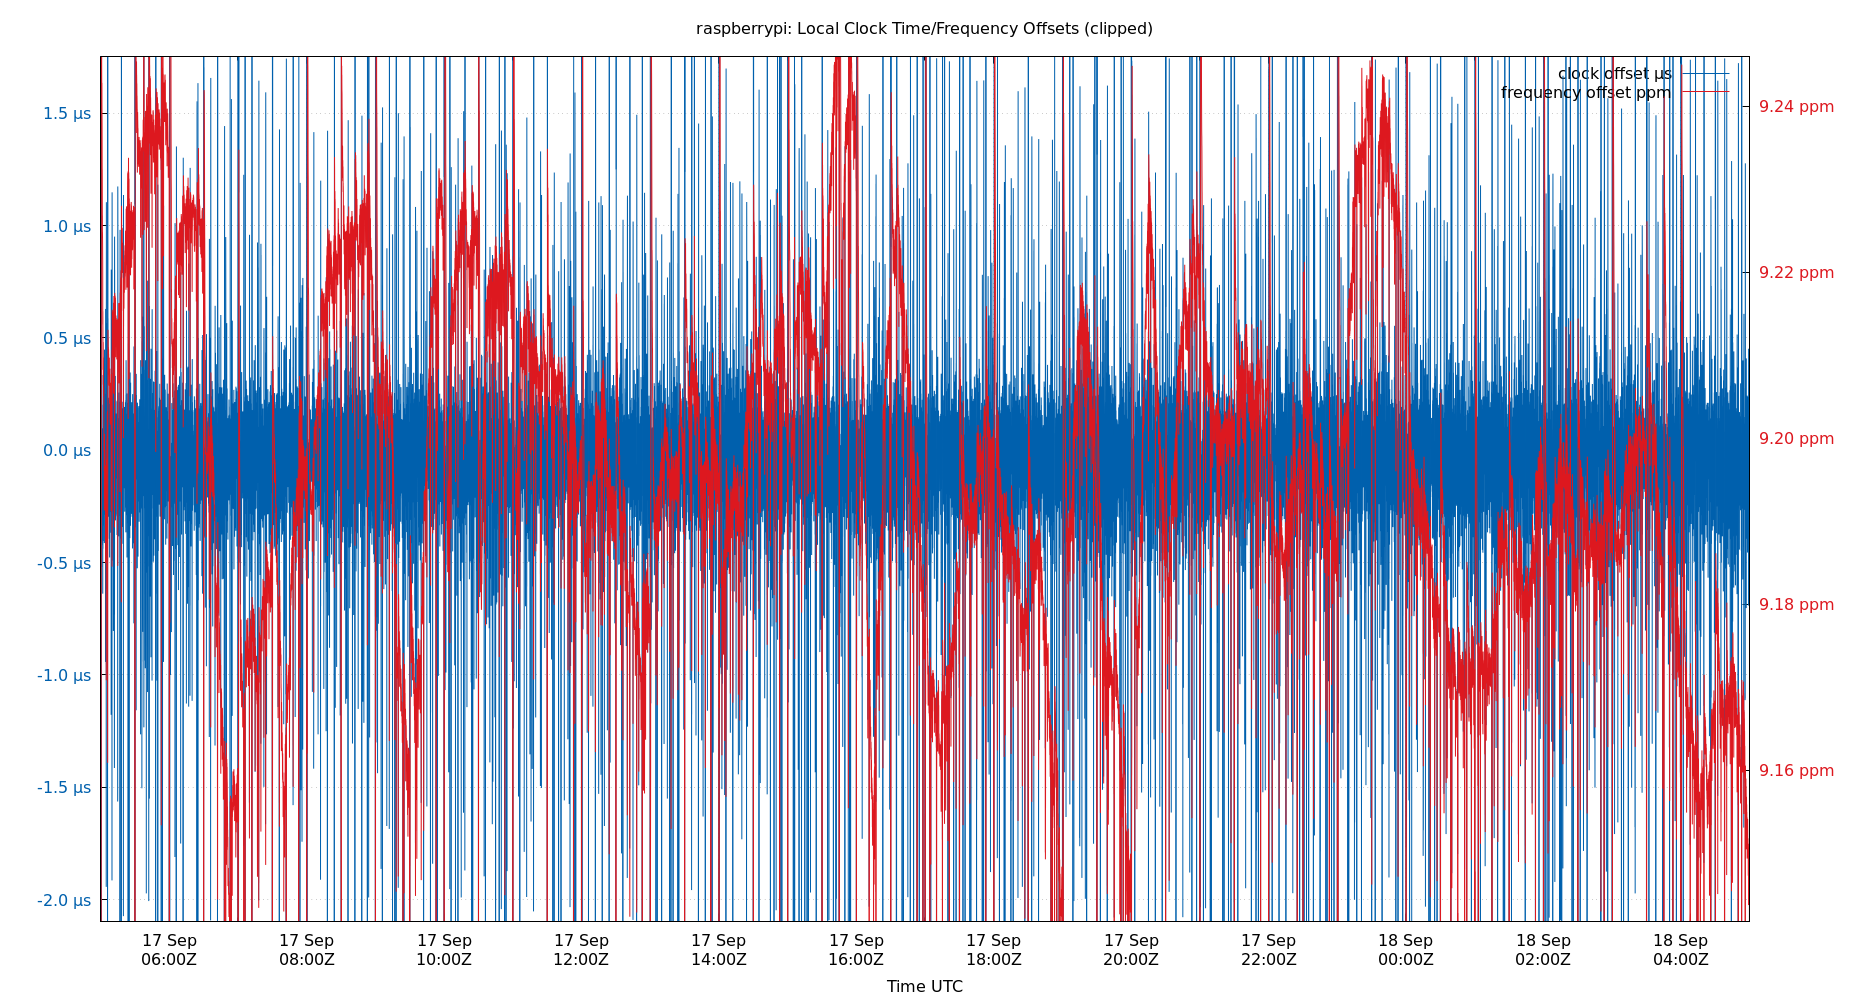 raspberrypi: Local Clock Time/Frequency Offsets (clipped)
clock offset µs
frequency offset ppm
1.5 µs
1.0 µs
0.5 µs
0.0 µs
-0.5 µs
-1.0 µs
-1.5 µs
-2.0 µs
9.24 ppm
9.22 ppm
9.20 ppm
9.18 ppm
9.16 ppm
17 Sep 17 Sep 17 Sep 17 Sep 17 Sep 17 Sep 17 Sep 17 Sep 17 Sep 18 Sep 18 Sep 18 Sep
06:00Z 08:00Z 10:00Z 12:00Z 14:00Z 16:00Z 18:00Z 20:00Z 22:00Z 00:00Z 02:00Z 04:00Z
Time UTC